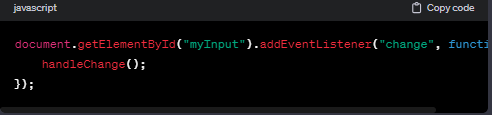 javascript
Copy code
document.getElementById("myInput").addEventListener("change", functi
handleChange();
});